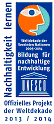 Nachhaltigkeit lernen
Weltdekade der
Vereinten Nationen
2005-2014
Bildung für
nachhaltige
Entwicklung
Offizielles Projekt
der Weltdekade
2013 / 2014